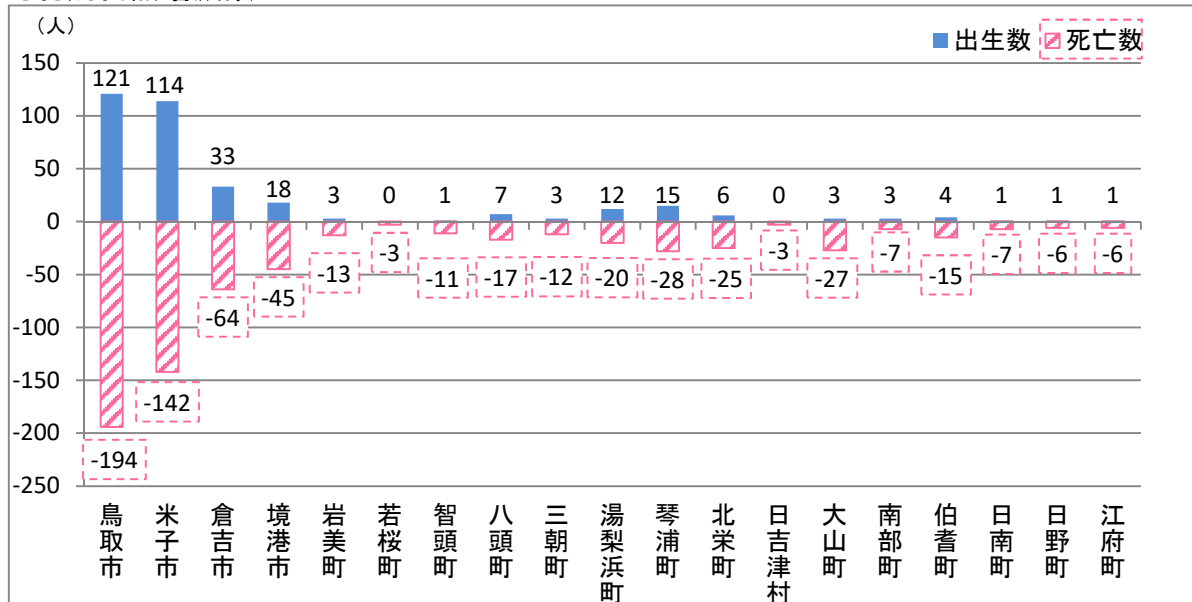 （人）
出生数 死亡数
150
100
50
0
-50
-100
-150
-200
-250
121 114 33 18 3 0 1 7 3 12 15 6 0 3 3 4 1 1 1
-194 -142 -64 -45 -13 -3 -11 -17 -12 -20 -28 -25 -3 -27 -7 -15 -7 -6 -6
鳥取市
米子市
倉吉市
境港市
岩美町
若桜町
智頭町
八頭町
三朝町
湯梨浜町
琴浦町
北栄町
日吉津村
大山町
南部町
伯耆町
日南町
日野町
江府町